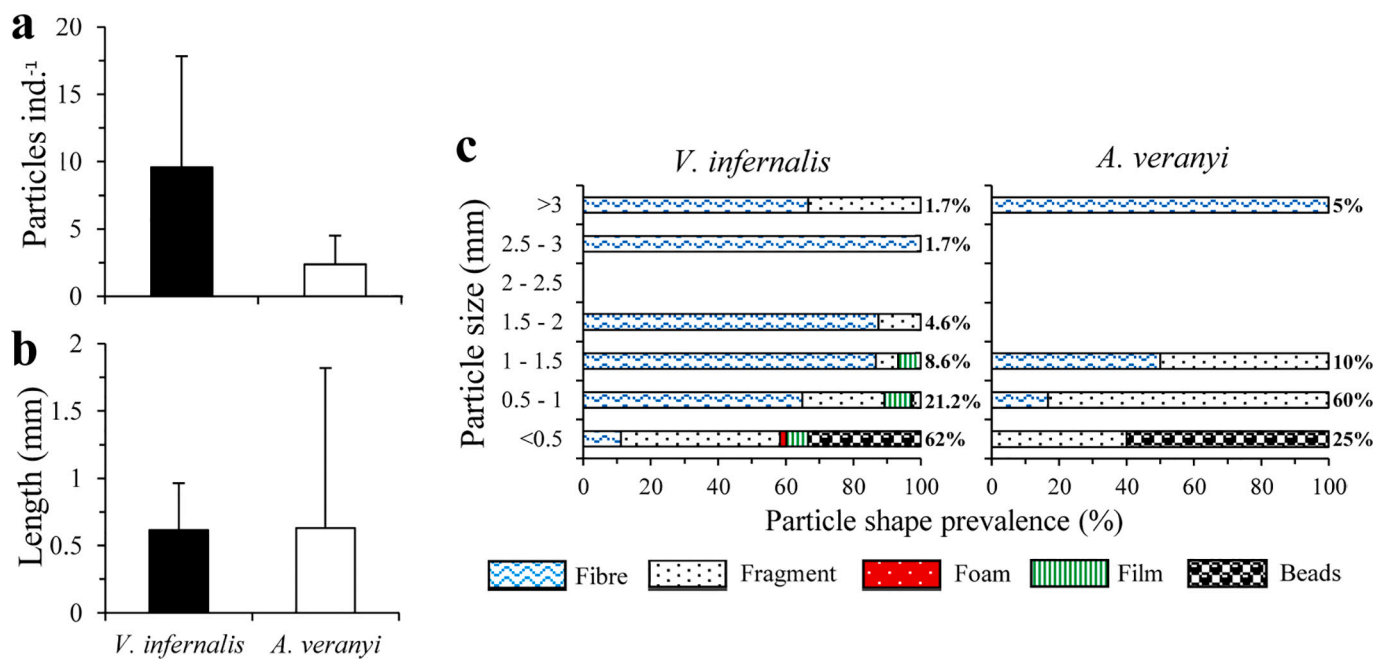 a
Particles ind.-1
20
15
10
5
0
b
Length (mm)
2
1.5
1
0.5
0
V. infernalis A. veranyi
c
V. infernalis A. veranyi
Particle size (mm)
>3 1.7% 5%
2.5 - 3 1.7%
2 - 2.5
1.5 - 2 4.6%
1 - 1.5 8.6% 10%
0.5 - 1 21.2% 60%
<0.5 62% 25%
0 20 40 60 80 100 0 20 40 60 80 100
Particle shape prevalence (%)
Fibre Fragment Foam Film Beads